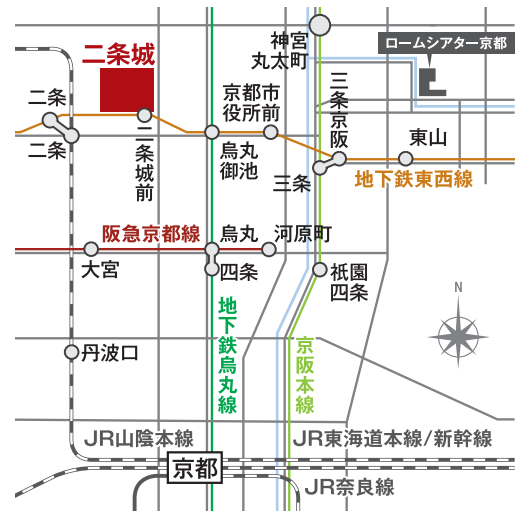 神宮
丸太町
ロームシアター京都
二条城
二条
二条
京都市
役所前
三条京阪
東山
二条城前
烏丸
御池
三条
地下鉄東西線
阪急京都線
烏丸
河原町
大宮
四条
祇園
四条
N
地下鉄烏丸線
京阪本線
丹波口
JR山陰本線
JR東海道本線/新幹線
京都
JR奈良線